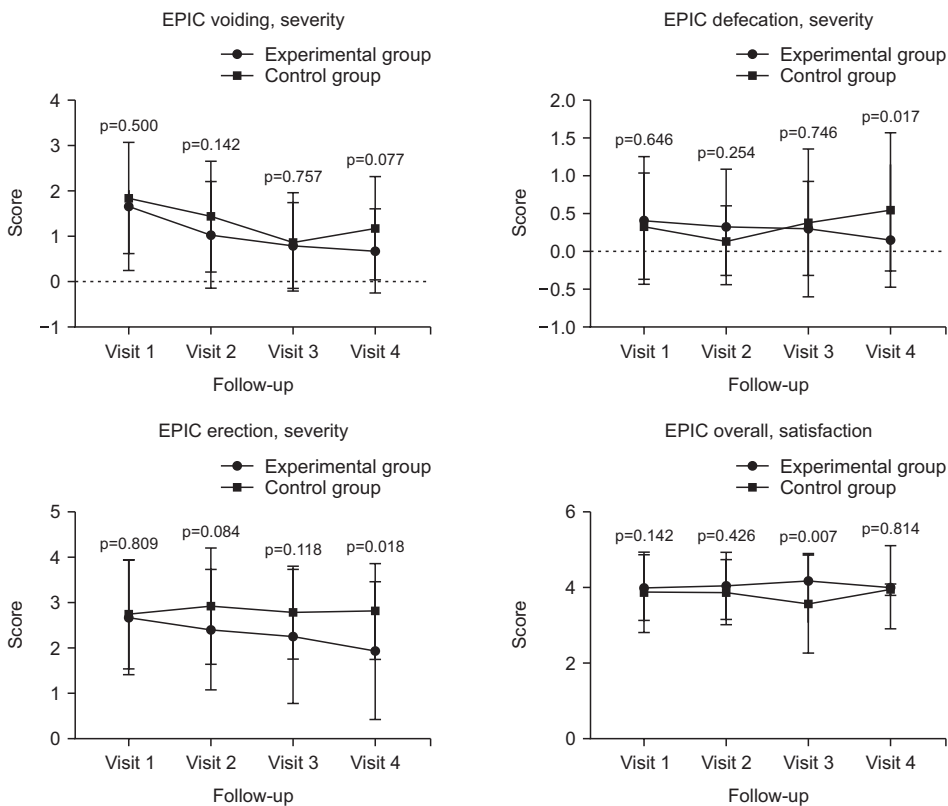 EPIC voiding, severity
Experimental group
Control group
4
3
2
1
0
−1
Score
p=0.500
p=0.142
p=0.757
p=0.077
Visit 1
Visit 2
Visit 3
Visit 4
Follow-up
EPIC defecation, severity
Experimental group
Control group
2.0
1.5
1.0
0.5
0.0
−0.5
−1.0
Score
p=0.646
p=0.254
p=0.746
p=0.017
Visit 1
Visit 2
Visit 3
Visit 4
Follow-up
EPIC erection, severity
Experimental group
Control group
5
4
3
2
1
0
Score
p=0.809
p=0.084
p=0.118
p=0.018
Visit 1
Visit 2
Visit 3
Visit 4
Follow-up
EPIC overall, satisfaction
Experimental group
Control group
6
4
2
0
Score
p=0.142
p=0.426
p=0.007
p=0.814
Visit 1
Visit 2
Visit 3
Visit 4
Follow-up